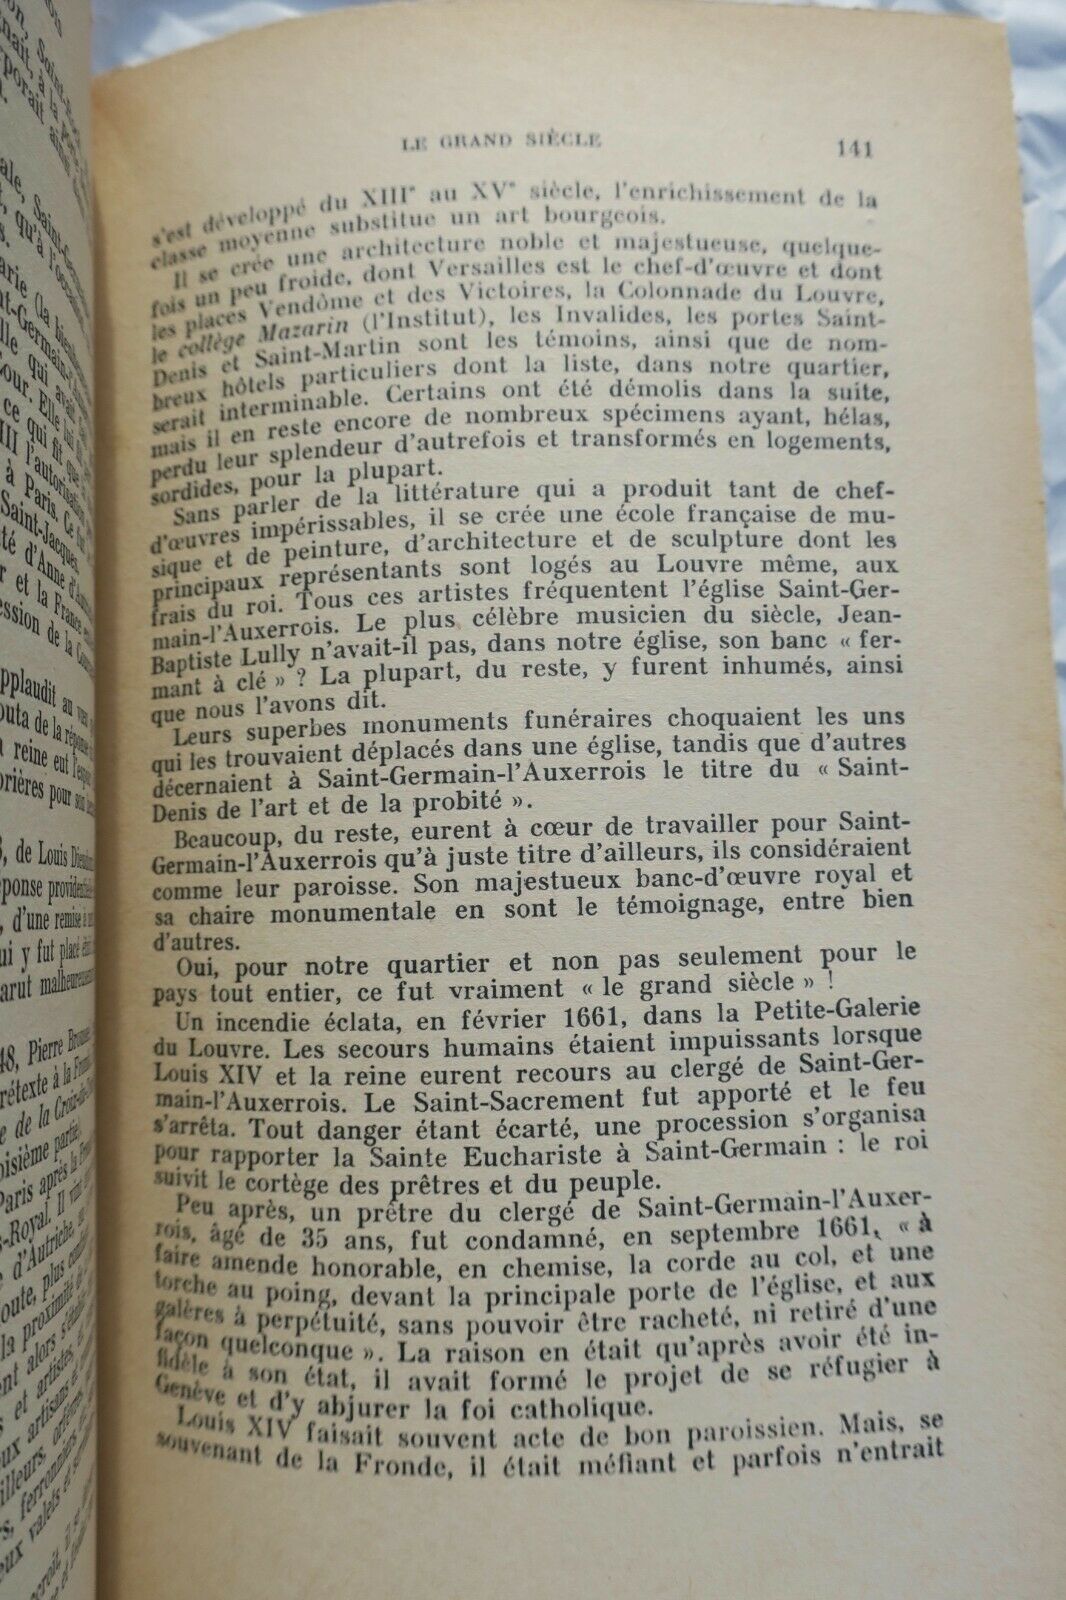 LE GRAND SIÈCLE
141
s'est développé du XIIIe au XVe siècle, l'enrichissement de la
classe moyenne substitue un art bourgeois.
Il se crée une architecture noble et majestueuse, quelque-
fois un peu froide, dont Versailles est le chef-d'œuvre et dont
les places Vendôme et des Victoires, la Colonnade du Louvre,
le collège Mazarin (l'Institut), les Invalides, les portes Saint-
Denis et Saint-Martin sont les témoins, ainsi que de nom-
breux hôtels particuliers dont la liste, dans notre quartier,
serait interminable. Certains ont été démolis dans la suite,
mais il en reste encore de nombreux spécimens ayant, hélas,
perdu leur splendeur d'autrefois et transformés en logements,
sordides, pour la plupart.
Sans parler de la littérature qui a produit tant de chef-
d'œuvres impérissables, il se crée une école française de mu-
sique et de peinture, d'architecture et de sculpture dont les
principaux représentants sont logés au Louvre même, aux
frais du roi. Tous ces artistes fréquentent l'église Saint-Ger-
main-l'Auxerrois. Le plus célèbre musicien du siècle, Jean-
Baptiste Lully n'avait-il pas, dans notre église, son banc « fer-
mant à clé » ? La plupart, du reste, y furent inhumés, ainsi
que nous l'avons dit.
Leurs superbes monuments funéraires choquaient les uns
qui les trouvaient déplacés dans une église, tandis que d'autres
décernaient à Saint-Germain-l'Auxerrois le titre du « Saint-
Denis de l'art et de la probité ».
Beaucoup, du reste, eurent à cœur de travailler pour Saint-
Germain-l'Auxerrois qu'à juste titre d'ailleurs, ils considéraient
comme leur paroisse. Son majestueux banc-d'œuvre royal et
sa chaire monumentale en sont le témoignage, entre bien
d'autres.
Oui, pour notre quartier et non pas seulement pour le
pays tout entier, ce fut vraiment « le grand siècle » !
Un incendie éclata, en février 1661, dans la Petite-Galerie
du Louvre. Les secours humains étaient impuissants lorsque
Louis XIV et la reine eurent recours au clergé de Saint-Ger-
main-l'Auxerrois. Le Saint-Sacrement fut apporté et le feu
s'arrêta. Tout danger étant écarté, une procession s'organisa
pour rapporter la Sainte Eucharistie à Saint-Germain : le roi
suivit le cortège des prêtres et du peuple.
Peu après, un prêtre du clergé de Saint-Germain-l'Auxer-
rois, âgé de 35 ans, fut condamné, en septembre 1661, « à
faire amende honorable, en chemise, la corde au col, et une
torche au poing, devant la principale porte de l'église, et aux
galères à perpétuité, sans pouvoir être racheté, ni retiré d'une
façon quelconque ». La raison en était qu'après avoir été in-
fidèle à son état, il avait formé le projet de se réfugier à
Genève et d'y abjurer la foi catholique.
Louis XIV faisait souvent acte de bon paroissien. Mais, se
souvenant de la Fronde, il était méfiant et parfois n'entrait